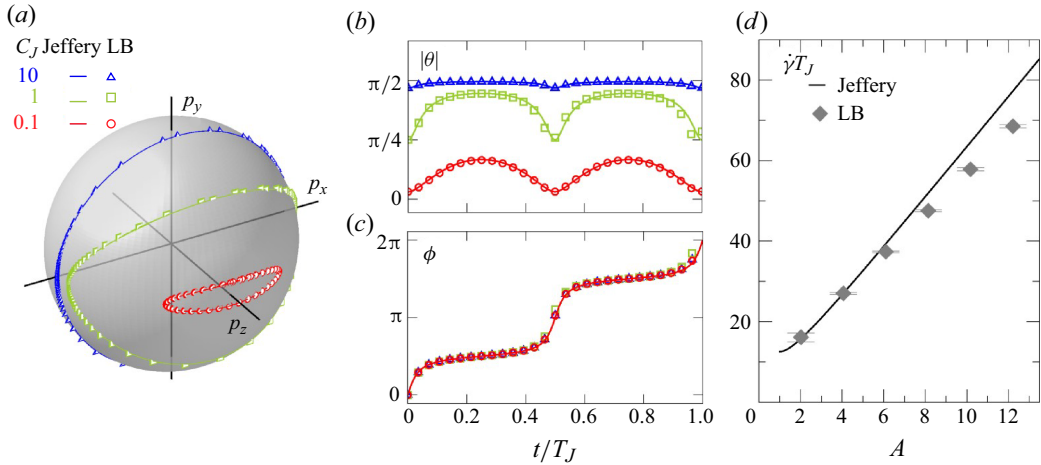 (a)
C_J Jeffery LB
10
1
0.1
p_y
p_x
p_z
(b)
|θ|
π/2
π/4
0
(c)
ϕ
2π
π
0
0 0.2 0.4 0.6 0.8 1.0
t/T_J
(d)
γ̇T_J
Jeffery
LB
80
60
40
20
0
2 4 6 8 10 12
A